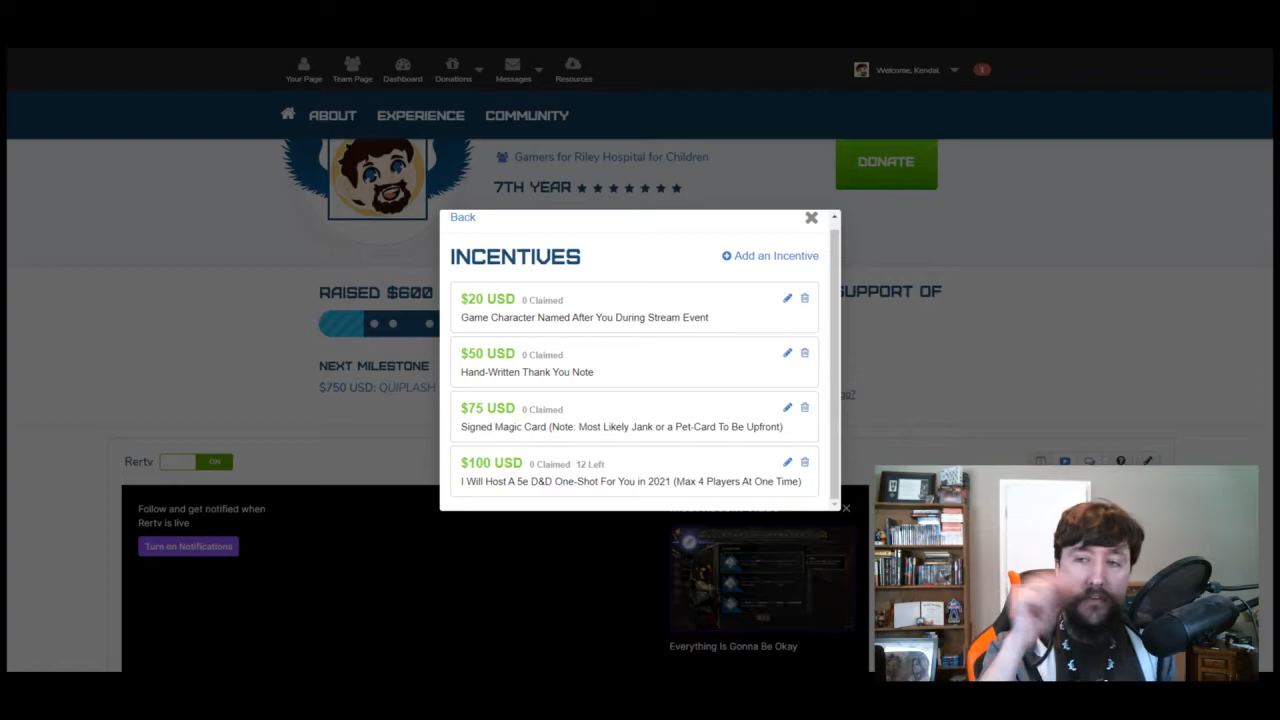 Your Page
Team Page
Dashboard
Donations
Messages
Resources
Welcome, Kendal
1
ABOUT
EXPERIENCE
COMMUNITY
Gamers for Riley Hospital for Children
7TH YEAR
DONATE
Back
INCENTIVES
Add an Incentive
$20 USD 0 Claimed
Game Character Named After You During Stream Event
$50 USD 0 Claimed
Hand-Written Thank You Note
$75 USD 0 Claimed
Signed Magic Card (Note: Most Likely Jank or a Pet-Card To Be Upfront)
$100 USD 0 Claimed 12 Left
I Will Host A 5e D&D One-Shot For You in 2021 (Max 4 Players At One Time)
RAISED $600
SUPPORT OF
NEXT MILESTONE
$750 USD: QUIPLASH
Rertv
ON
Follow and get notified when
Rertv is live
Turn on Notifications
Everything Is Gonna Be Okay